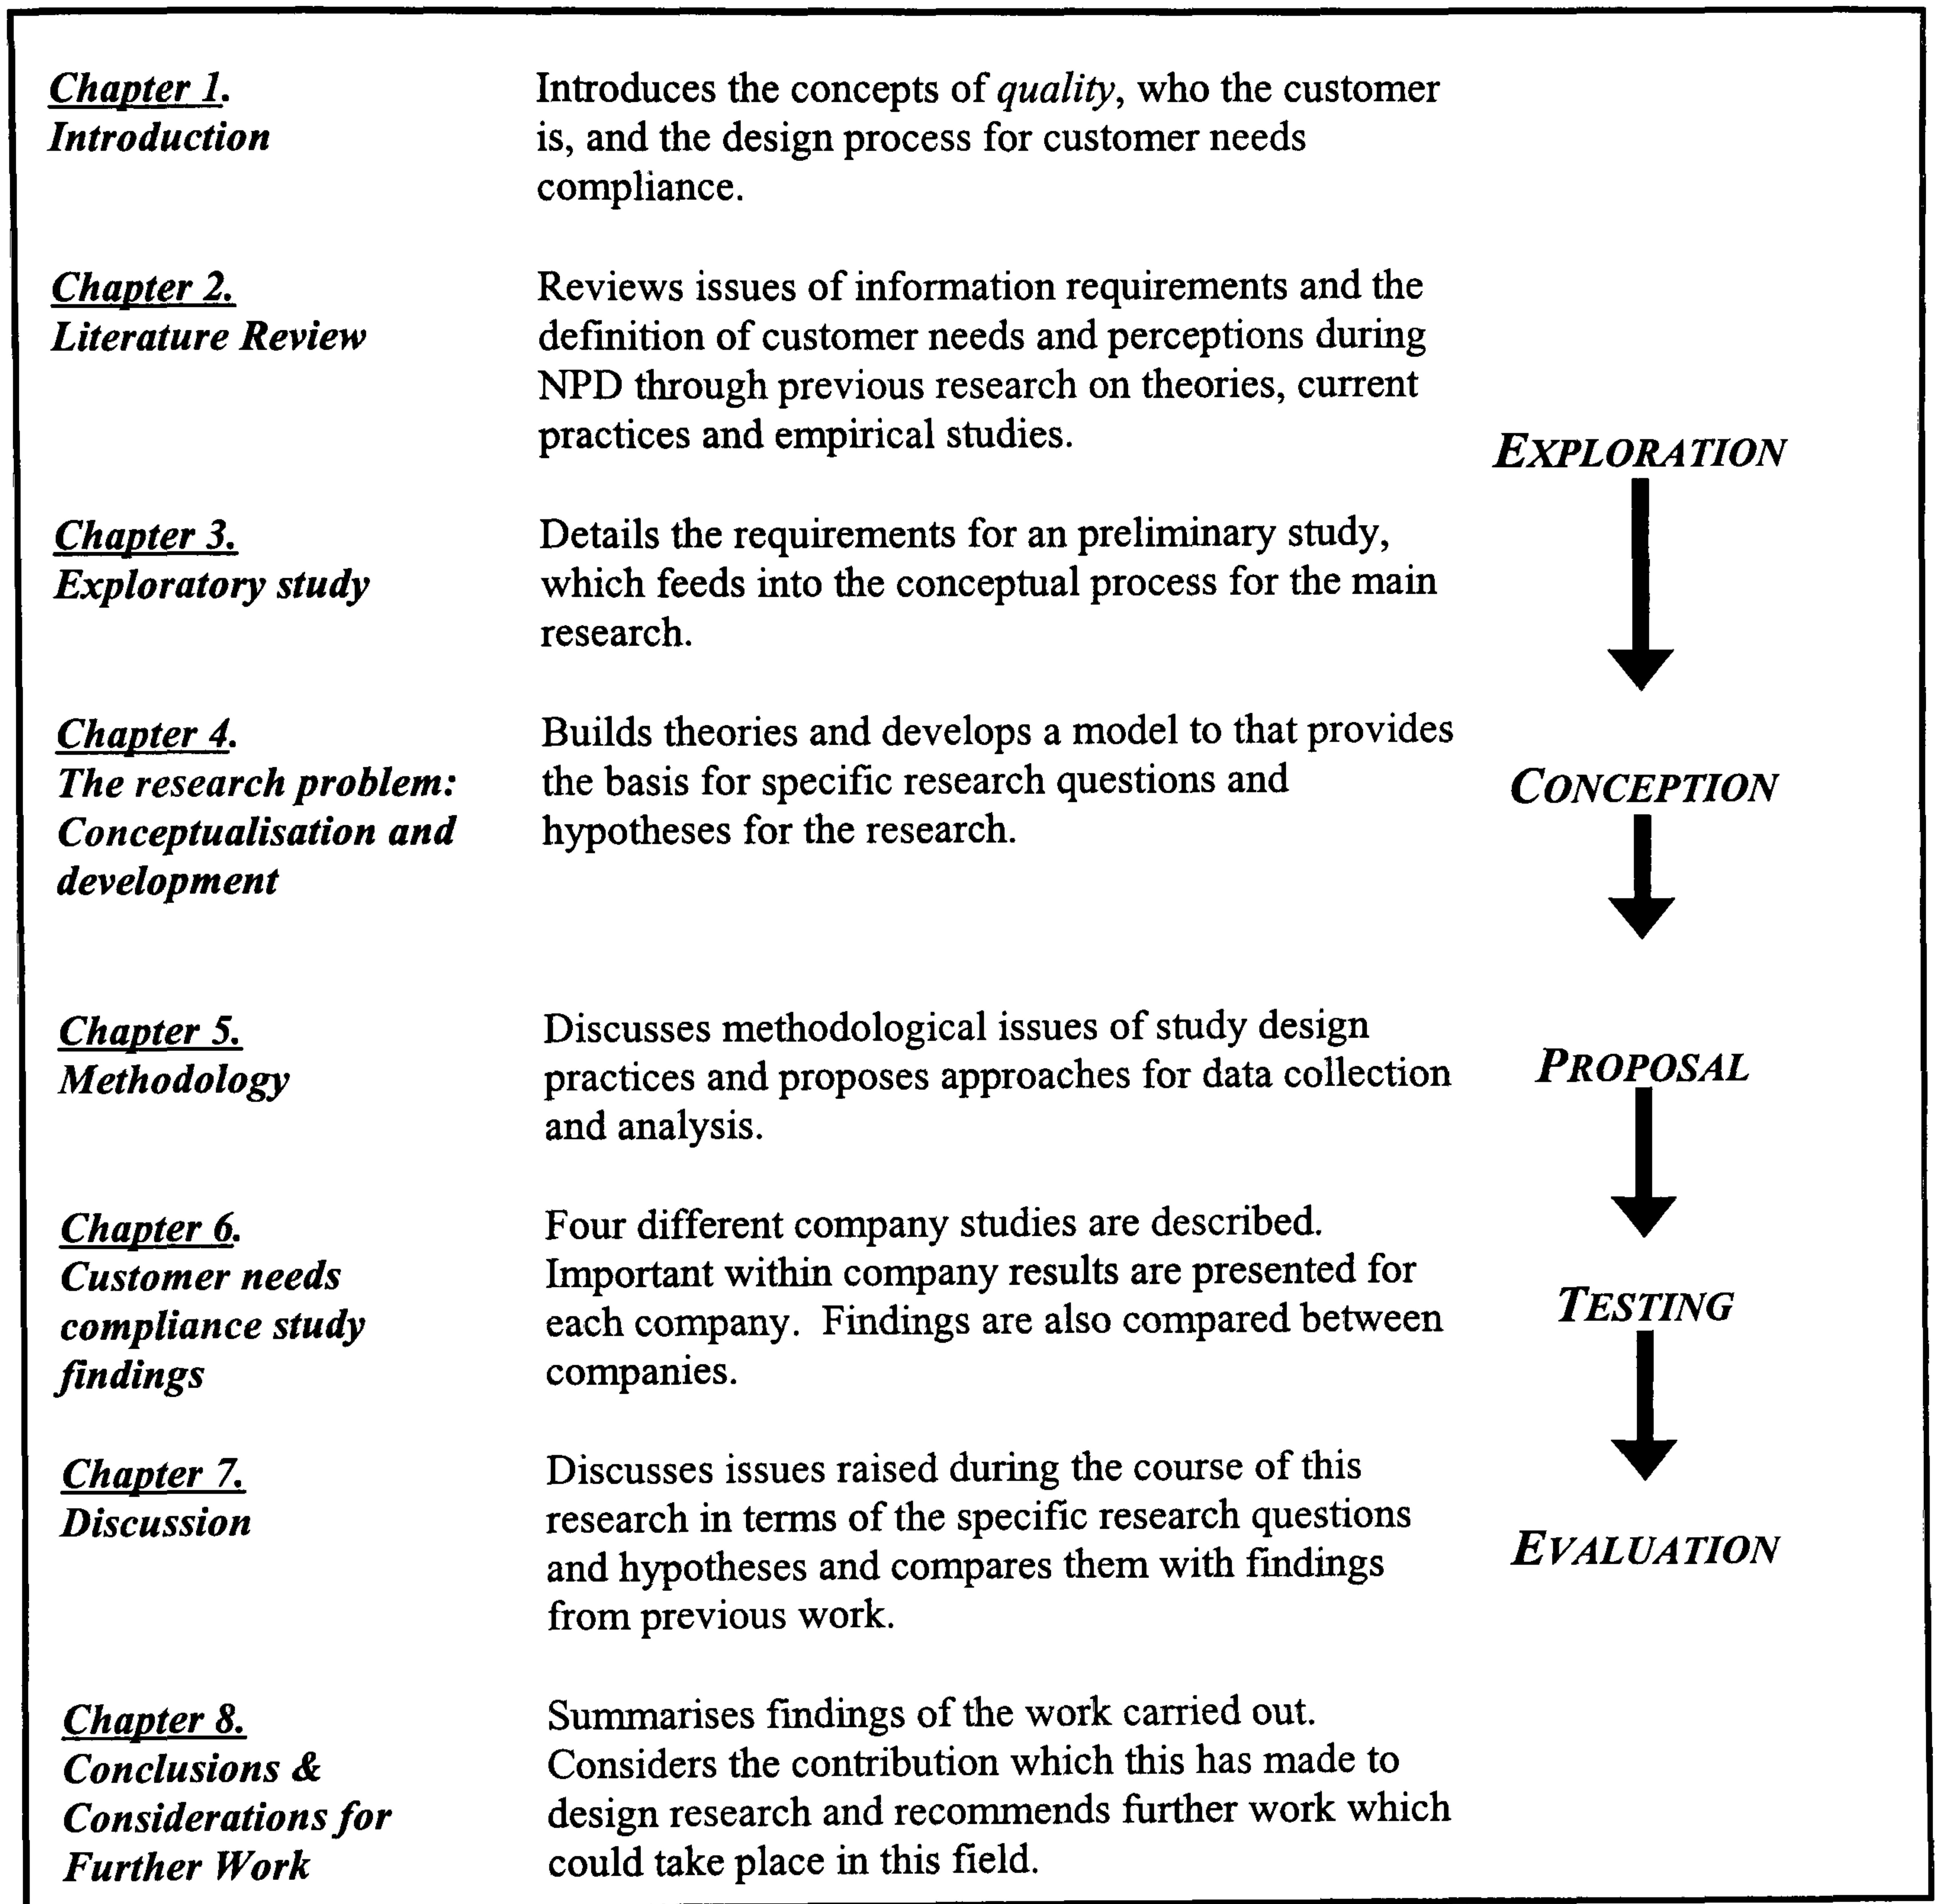 Chapter 1.
Introduction
Introduces the concepts of quality, who the customer
is, and the design process for customer needs
compliance.
Chapter 2.
Literature Review
Reviews issues of information requirements and the
definition of customer needs and perceptions during
NPD through previous research on theories, current
practices and empirical studies.
EXPLORATION
Chapter 3.
Exploratory study
Details the requirements for an preliminary study,
which feeds into the conceptual process for the main
research.
Chapter 4.
The research problem:
Conceptualisation and
development
Builds theories and develops a model to that provides
the basis for specific research questions and
hypotheses for the research.
CONCEPTION
Chapter 5.
Methodology
Discusses methodological issues of study design
practices and proposes approaches for data collection
and analysis.
PROPOSAL
Chapter 6.
Customer needs
compliance study
findings
Four different company studies are described.
Important within company results are presented for
each company.  Findings are also compared between
companies.
TESTING
Chapter 7.
Discussion
Discusses issues raised during the course of this
research in terms of the specific research questions
and hypotheses and compares them with findings
from previous work.
EVALUATION
Chapter 8.
Conclusions &
Considerations for
Further Work
Summarises findings of the work carried out.
Considers the contribution which this has made to
design research and recommends further work which
could take place in this field.